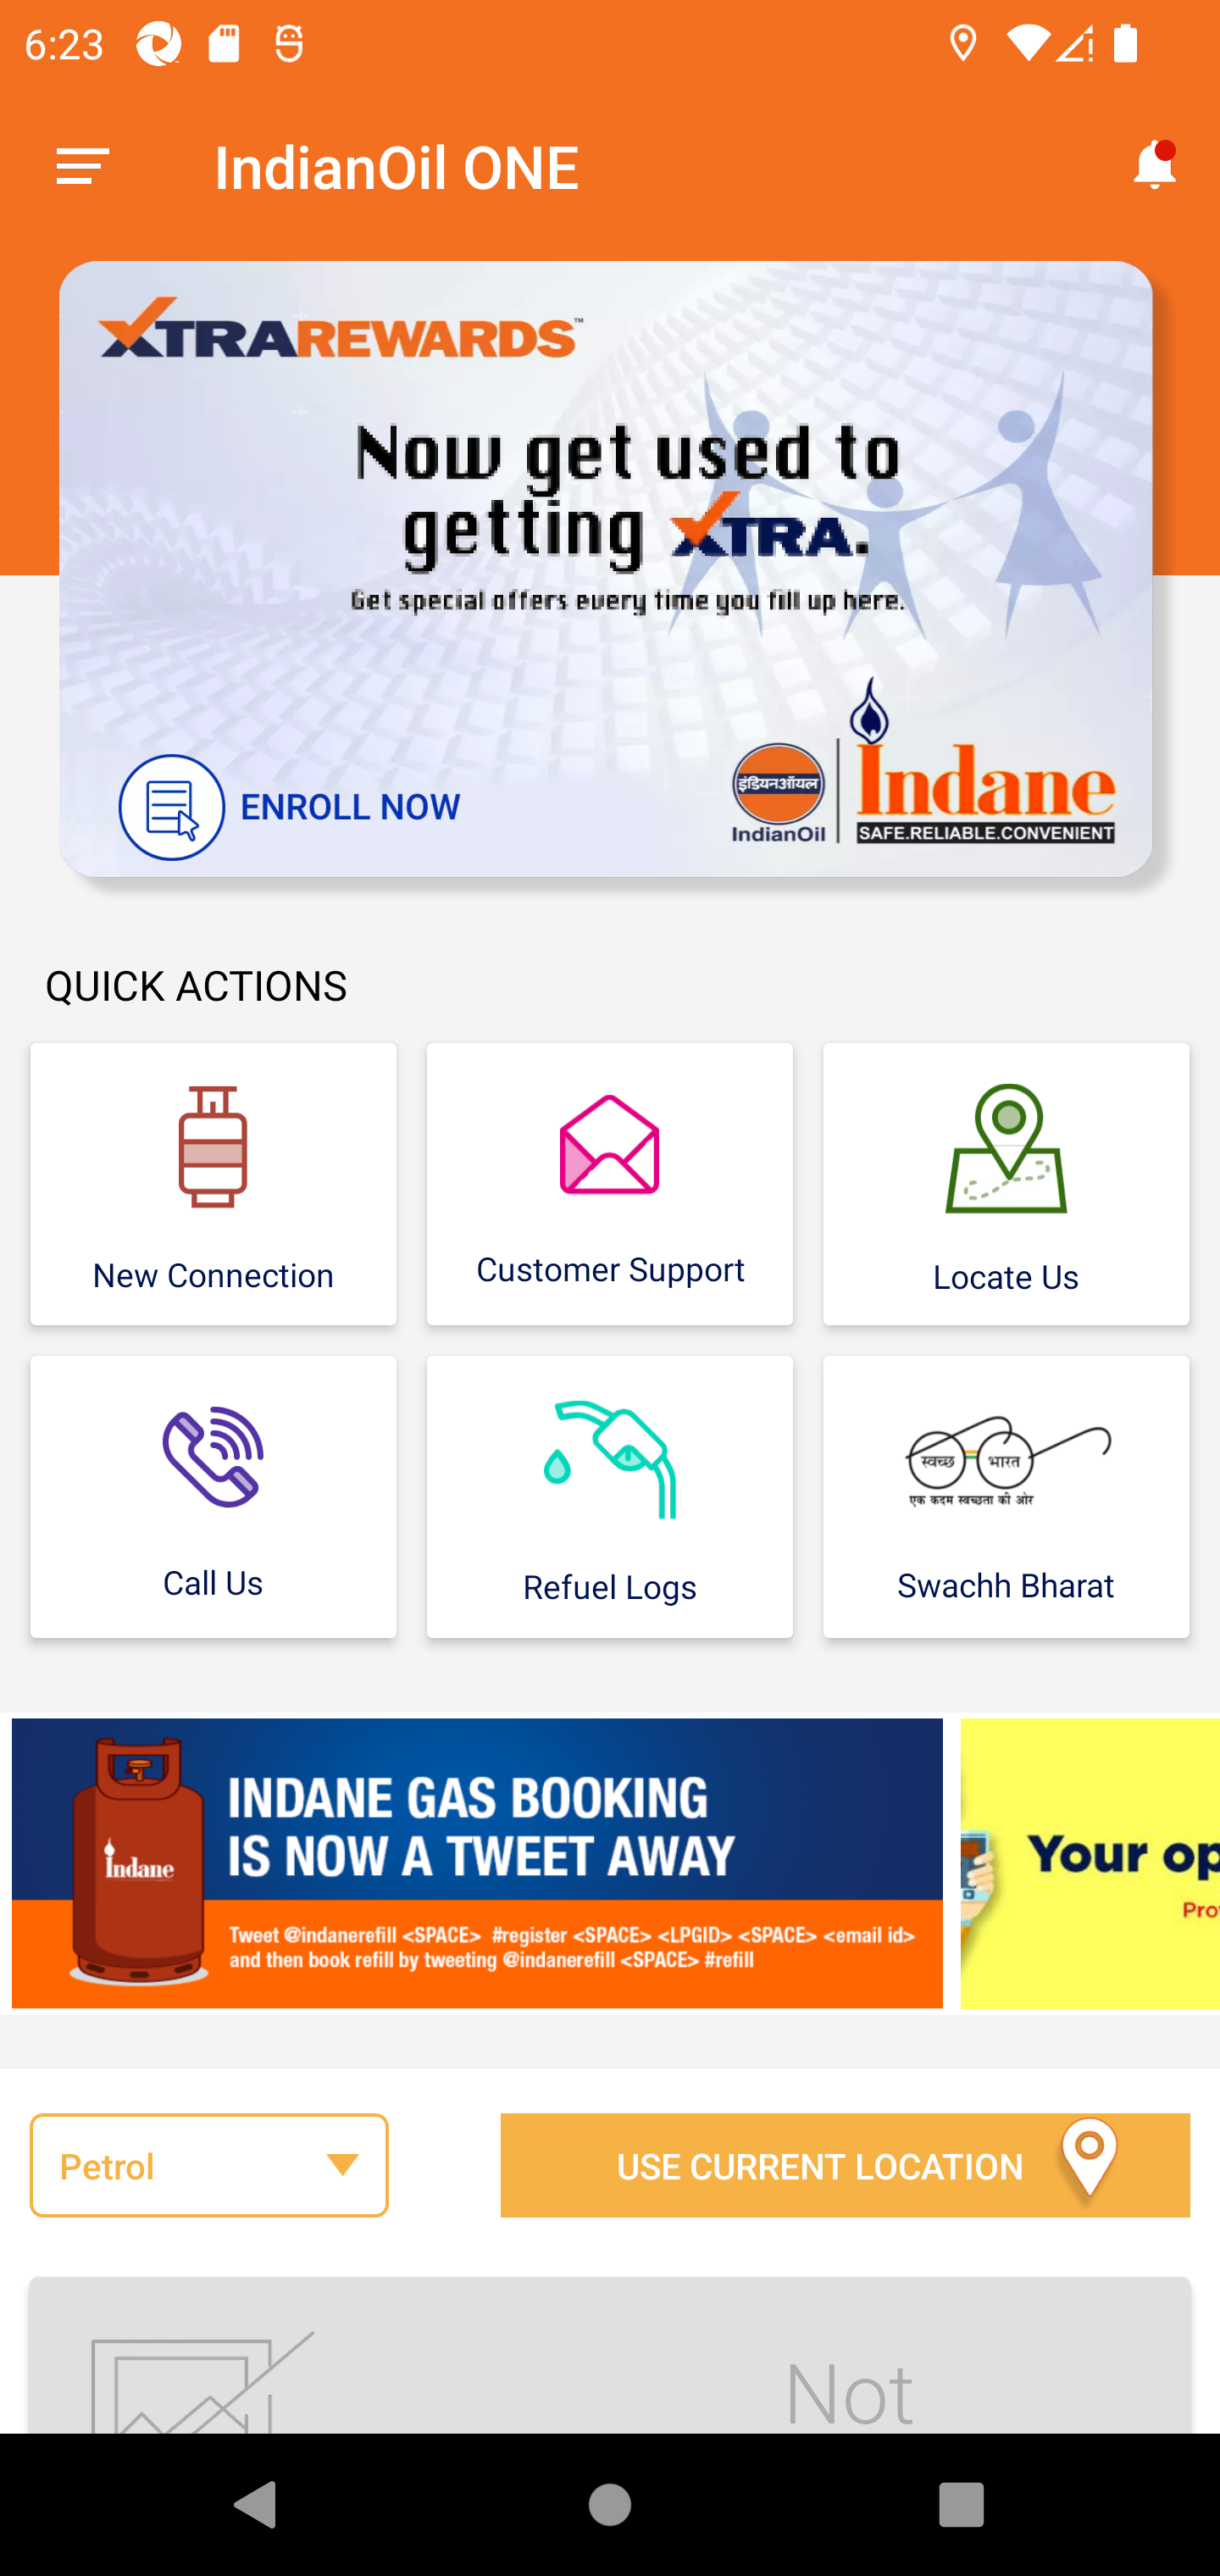 6:23
IndianOil ONE
XTRAREWARDS™
Now get used to
getting XTRA.
Get special offers every time you fill up here.
ENROLL NOW
इंडियनऑयल
IndianOil
Indane
SAFE.RELIABLE.CONVENIENT
QUICK ACTIONS
New Connection
Customer Support
Locate Us
स्वच्छ भारत
एक कदम स्वच्छता की ओर
Call Us
Refuel Logs
Swachh Bharat
INDANE GAS BOOKING
IS NOW A TWEET AWAY
Indane
Tweet @indanerefill <SPACE> #register <SPACE> <LPGID> <SPACE> <email id>
and then book refill by tweeting @indanerefill <SPACE> #refill
Your op
Pro
Petrol
USE CURRENT LOCATION
Not